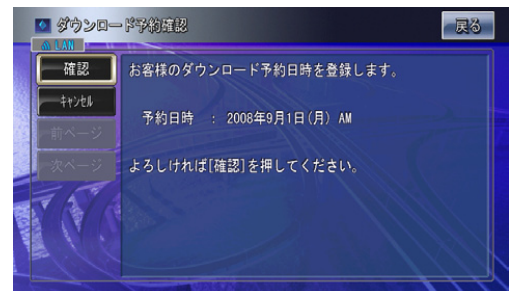 ダウンロード予約確認
戻る
LAN
確認
お客様のダウンロード予約日時を登録します。
キャンセル
予約日時 : 2008年9月1日(月) AM
前ページ
次ページ
よろしければ[確認]を押してください。